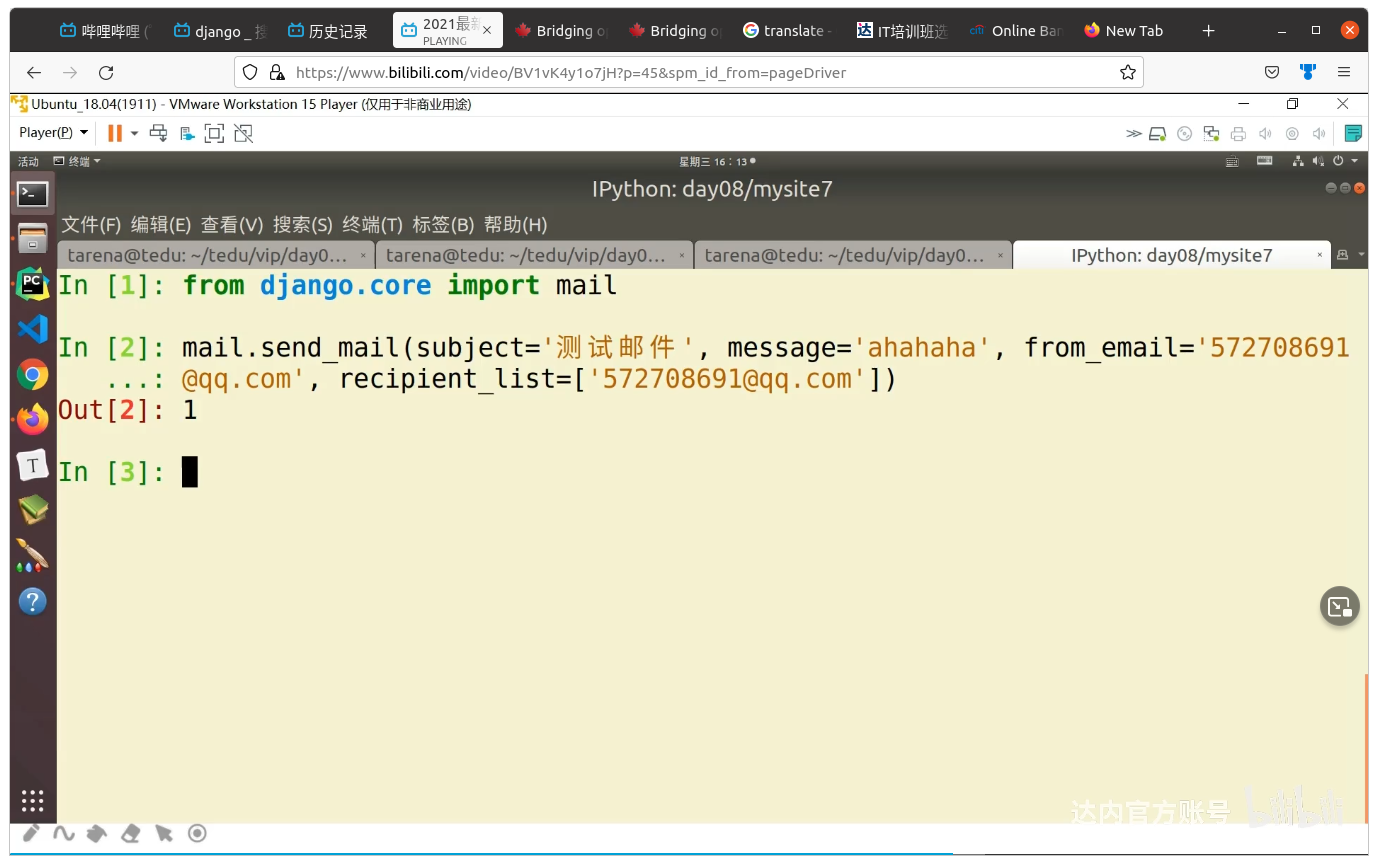 哔哩哔哩 (
django _ 搜
历史记录
2021最新
PLAYING
Bridging o
Bridging o
translate -
达 IT培训班选
citi Online Ban
New Tab
https://www.bilibili.com/video/BV1vK4y1o7jH?p=45&spm_id_from=pageDriver
Ubuntu_18.04(1911) - VMware Workstation 15 Player (仅用于非商业用途)
Player(P)
活动 终端 星期三 16：13
IPython: day08/mysite7
文件(F) 编辑(E) 查看(V) 搜索(S) 终端(T) 标签(B) 帮助(H)
tarena@tedu: ~/tedu/vip/day0... × tarena@tedu: ~/tedu/vip/day0... × tarena@tedu: ~/tedu/vip/day0... × IPython: day08/mysite7 ×
PC In [1]: from django.core import mail
In [2]: mail.send_mail(subject='测试邮件', message='ahahaha', from_email='572708691
...: @qq.com', recipient_list=['572708691@qq.com'])
Out[2]: 1
T In [3]:
?
达内官方账号 bilibili